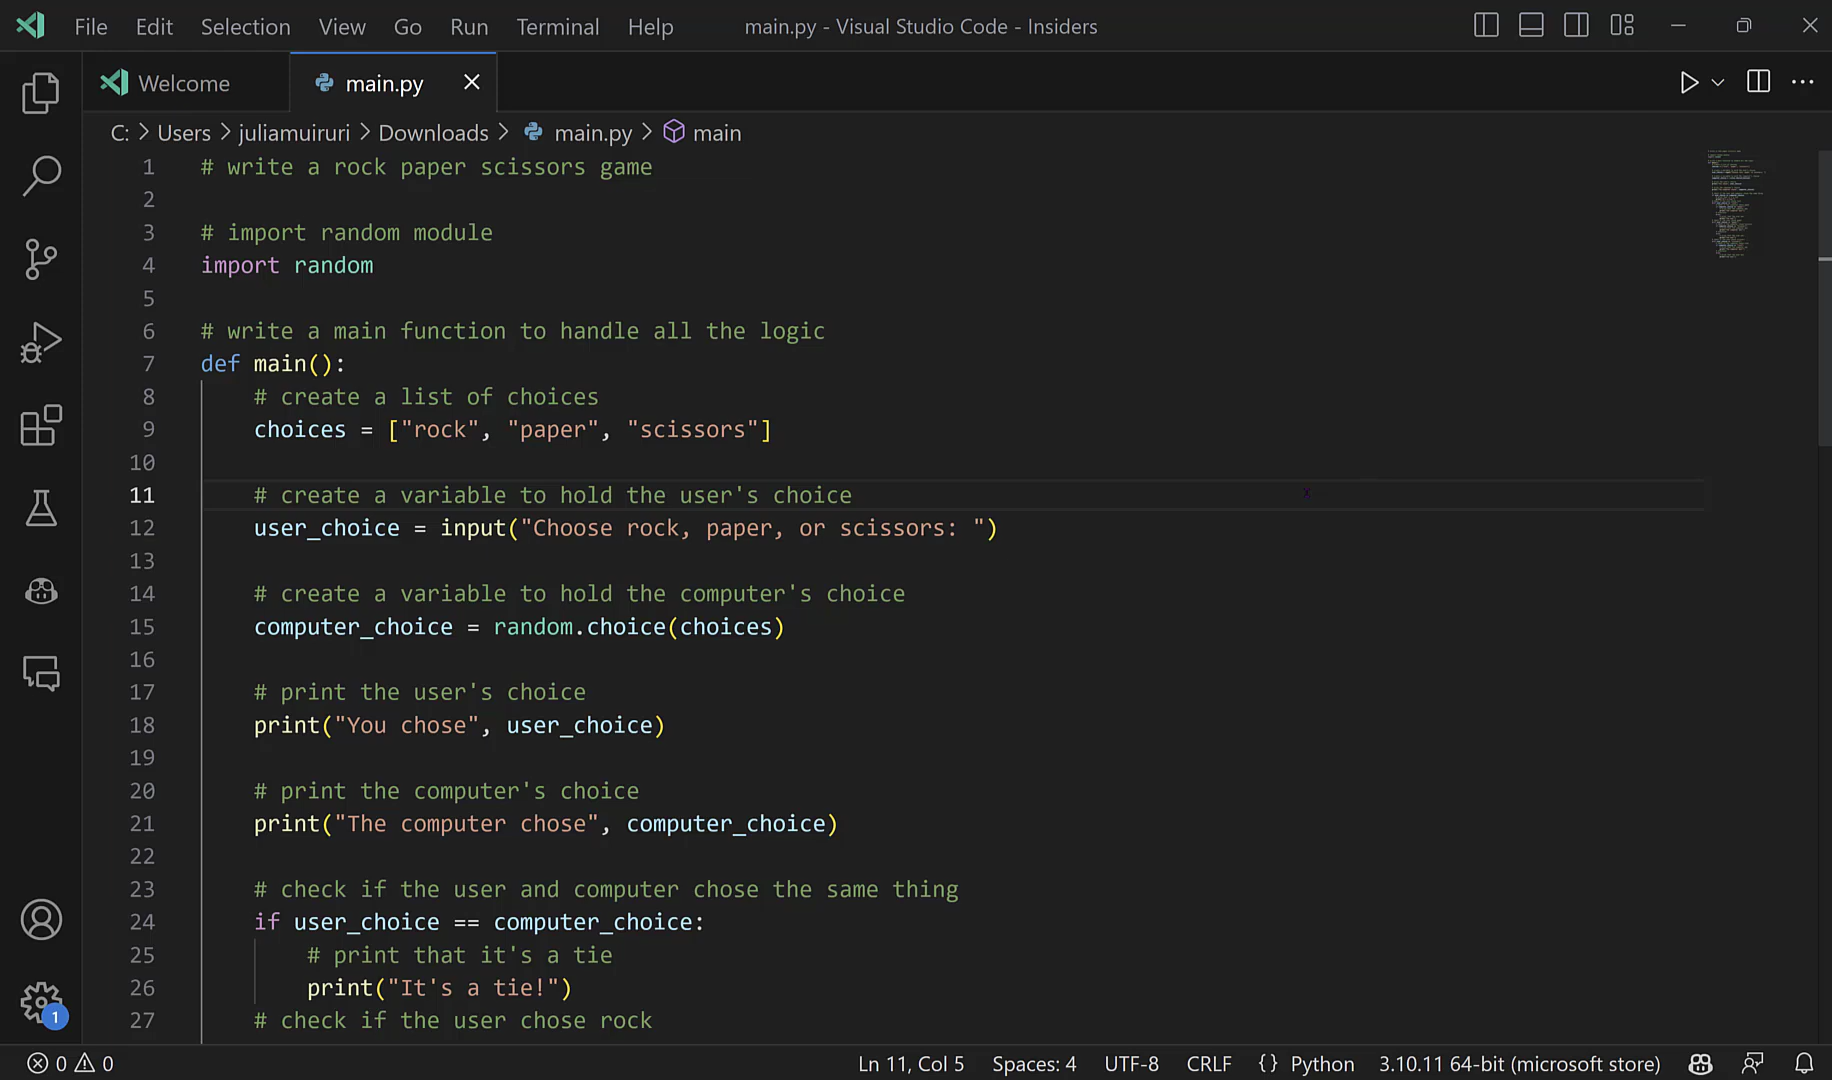 File Edit Selection View Go Run Terminal Help main.py - Visual Studio Code - Insiders
Welcome main.py
C: > Users > juliamuiruri > Downloads > main.py > main
1 # write a rock paper scissors game
2
3 # import random module
4 import random
5
6 # write a main function to handle all the logic
7 def main():
8 # create a list of choices
9 choices = ["rock", "paper", "scissors"]
10
11 # create a variable to hold the user's choice
12 user_choice = input("Choose rock, paper, or scissors: ")
13
14 # create a variable to hold the computer's choice
15 computer_choice = random.choice(choices)
16
17 # print the user's choice
18 print("You chose", user_choice)
19
20 # print the computer's choice
21 print("The computer chose", computer_choice)
22
23 # check if the user and computer chose the same thing
24 if user_choice == computer_choice:
25 # print that it's a tie
26 print("It's a tie!")
27 # check if the user chose rock
1
0 0 Ln 11, Col 5 Spaces: 4 UTF-8 CRLF {} Python 3.10.11 64-bit (microsoft store)